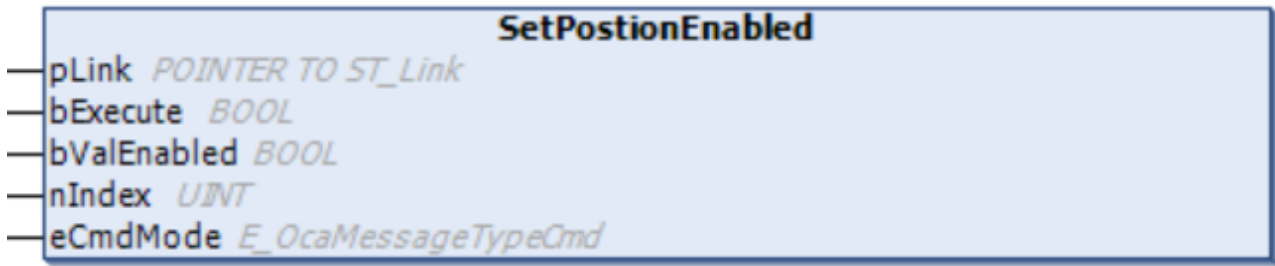 SetPostionEnabled
pLink POINTER TO ST_Link
bExecute BOOL
bValEnabled BOOL
nIndex UINT
eCmdMode E_OcaMessageTypeCmd